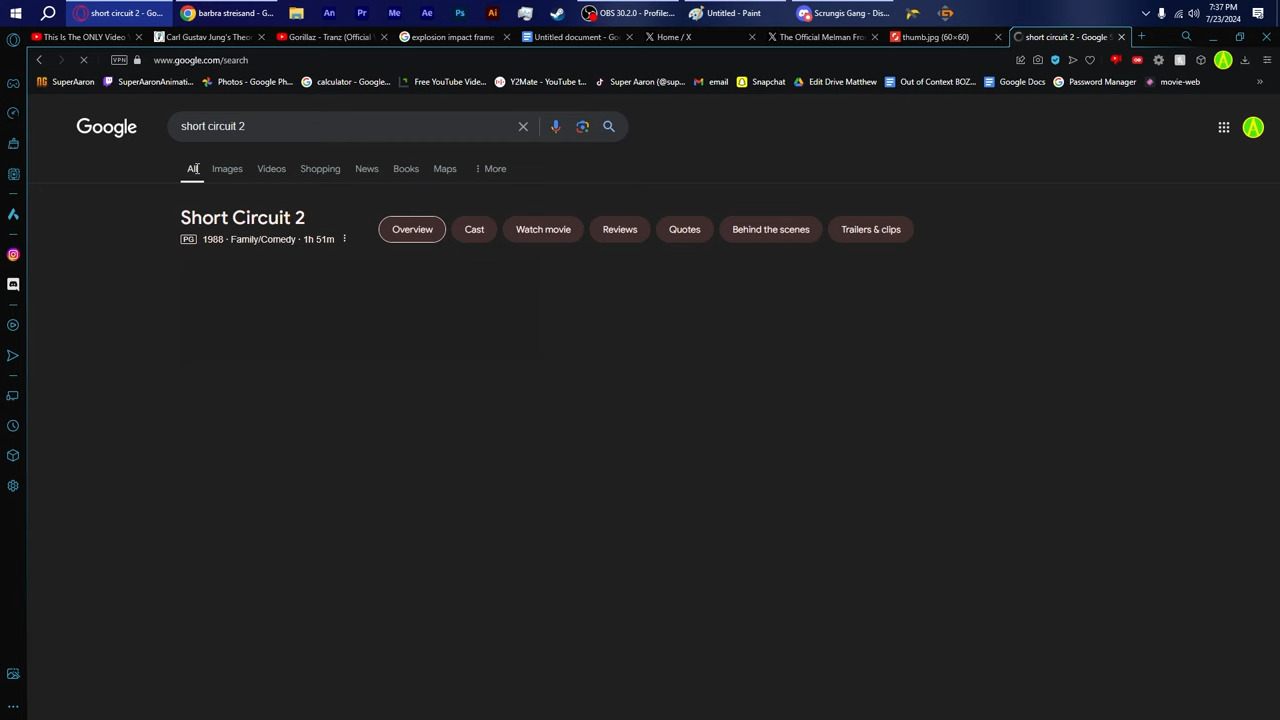 short circuit 2 - Go...
barbra streisand - G...
An
Pr
Me
Ae
Ps
Ai
OBS 30.2.0 - Profile:...
Untitled - Paint
Scrungis Gang - Dis...
7:37 PM
7/23/2024
This Is The ONLY Video
Carl Gustav Jung's Theo
Gorillaz - Tranz (Official
explosion impact frame
Untitled document - Go
Home / X
The Official Melman Fro
thumb.jpg (60×60)
short circuit 2 - Google S
VPN
www.google.com/search
SuperAaron
SuperAaronAnimati...
Photos - Google Ph...
calculator - Google...
Free YouTube Video...
Y2Mate - YouTube t...
Super Aaron (@sup...
email
Snapchat
Edit Drive Matthew
Out of Context BOZ...
Google Docs
Password Manager
movie-web
Google
short circuit 2
All
Images
Videos
Shopping
News
Books
Maps
More
Short Circuit 2
PG 1988 · Family/Comedy · 1h 51m
Overview
Cast
Watch movie
Reviews
Quotes
Behind the scenes
Trailers & clips